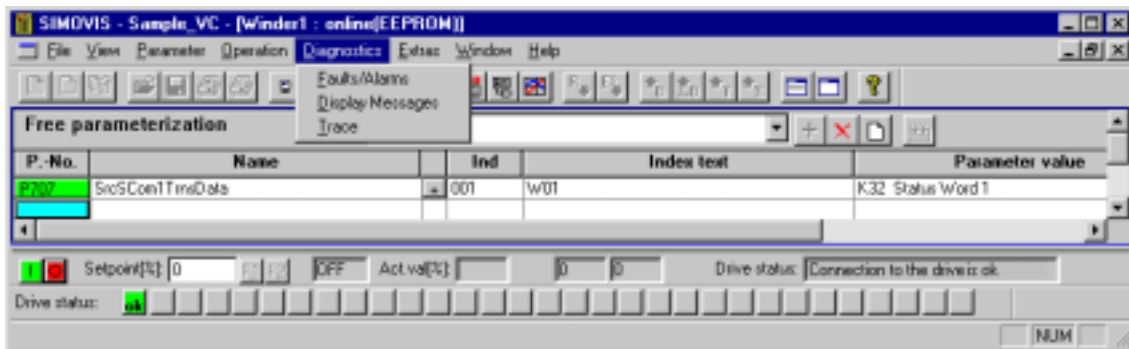 SIMOVIS - Sample_VC - [Winder1 : online(EEPROM)]
File View Parameter Operation Diagnostics Extras Window Help
Faults/Alarms
Display Messages
Trace
Free parameterization
P.-No. Name Ind Index text Parameter value
P707 SrcSCom1TrnsData 001 W01 K32 Status Word 1
Setpoint[%]: 0 OFF Act.val[%]: 0 0 Drive status: Connection to the drive is ok.
Drive status: ok
NUM